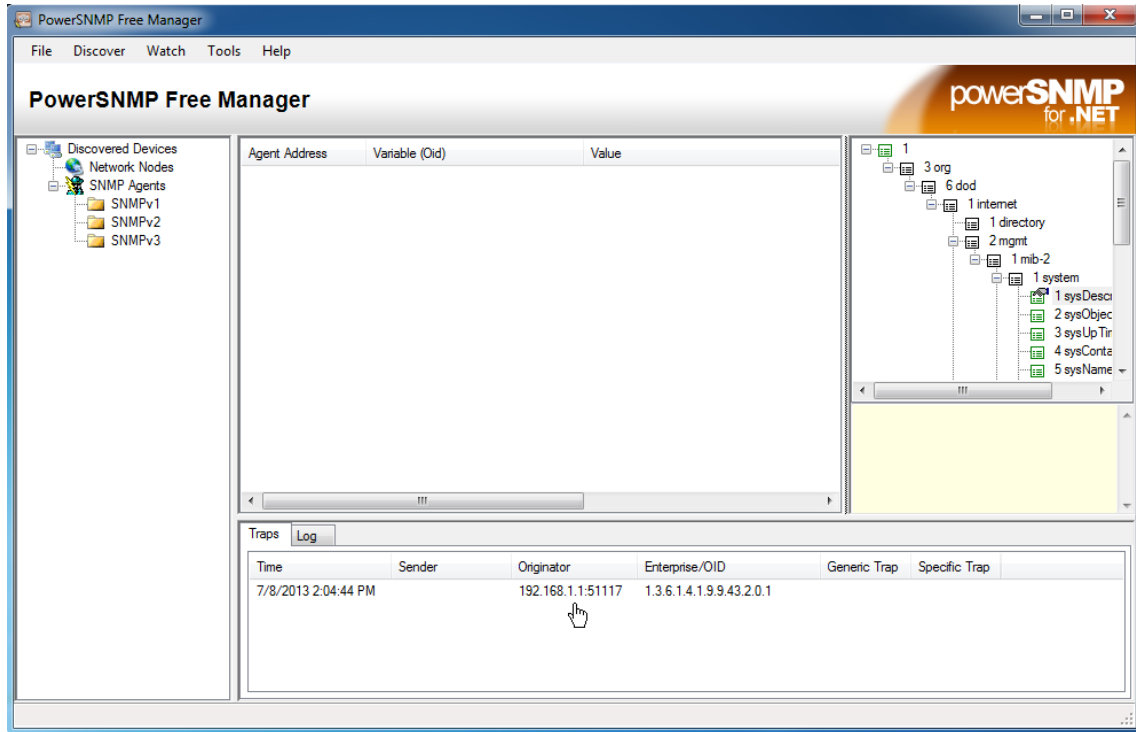 PowerSNMP Free Manager
File Discover Watch Tools Help
PowerSNMP Free Manager
powerSNMP
for .NET
Discovered Devices
Network Nodes
SNMP Agents
SNMPv1
SNMPv2
SNMPv3
Agent Address Variable (Oid) Value
1
3 org
6 dod
1 internet
1 directory
2 mgmt
1 mib-2
1 system
1 sysDescr
2 sysObjec
3 sysUpTim
4 sysConta
5 sysName
Traps Log
Time Sender Originator Enterprise/OID Generic Trap Specific Trap
7/8/2013 2:04:44 PM 192.168.1.1:51117 1.3.6.1.4.1.9.9.43.2.0.1